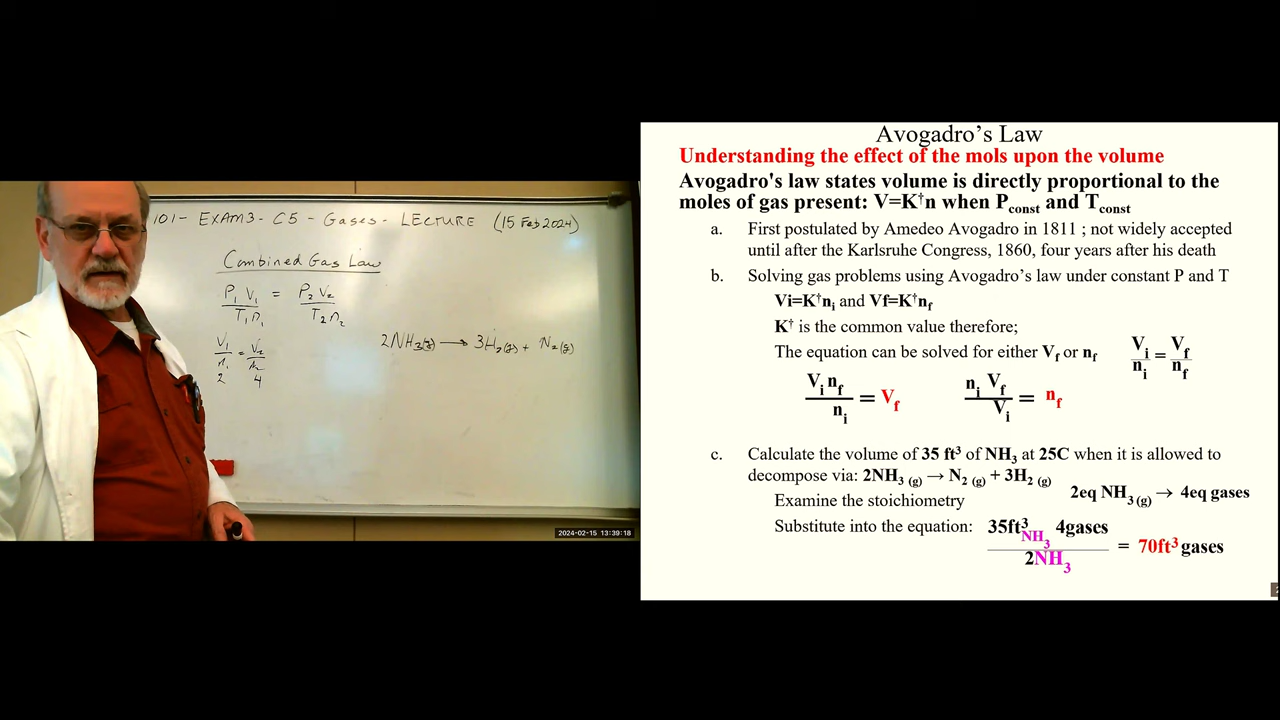 101- EXAM3- C5 - Gases- LECTURE (15 Feb 2024)
Combined Gas Law
P₁ V₁ / T₁ n₁ = P₂ V₂ / T₂ n₂
V₁ / n₁ = V₂ / n₂
2 4
2NH₃(g) → 3H₂(g) + N₂(g)
2024-02-15 13:39:18
Avogadro's Law
Understanding the effect of the mols upon the volume
Avogadro's law states volume is directly proportional to the
moles of gas present: V=K†n when Pconst and Tconst
a. First postulated by Amedeo Avogadro in 1811 ; not widely accepted
until after the Karlsruhe Congress, 1860, four years after his death
b. Solving gas problems using Avogadro's law under constant P and T
Vi=K†ni and Vf=K†nf
K† is the common value therefore;
The equation can be solved for either Vf or nf
Vi / ni = Vf / nf
Vi nf / ni = Vf
ni Vf / Vi = nf
c. Calculate the volume of 35 ft³ of NH₃ at 25C when it is allowed to
decompose via: 2NH₃ (g) → N₂ (g) + 3H₂ (g)
Examine the stoichiometry
2eq NH₃ (g) → 4eq gases
Substitute into the equation: 35ft³ NH₃ 4gases / 2NH₃ = 70ft³ gases